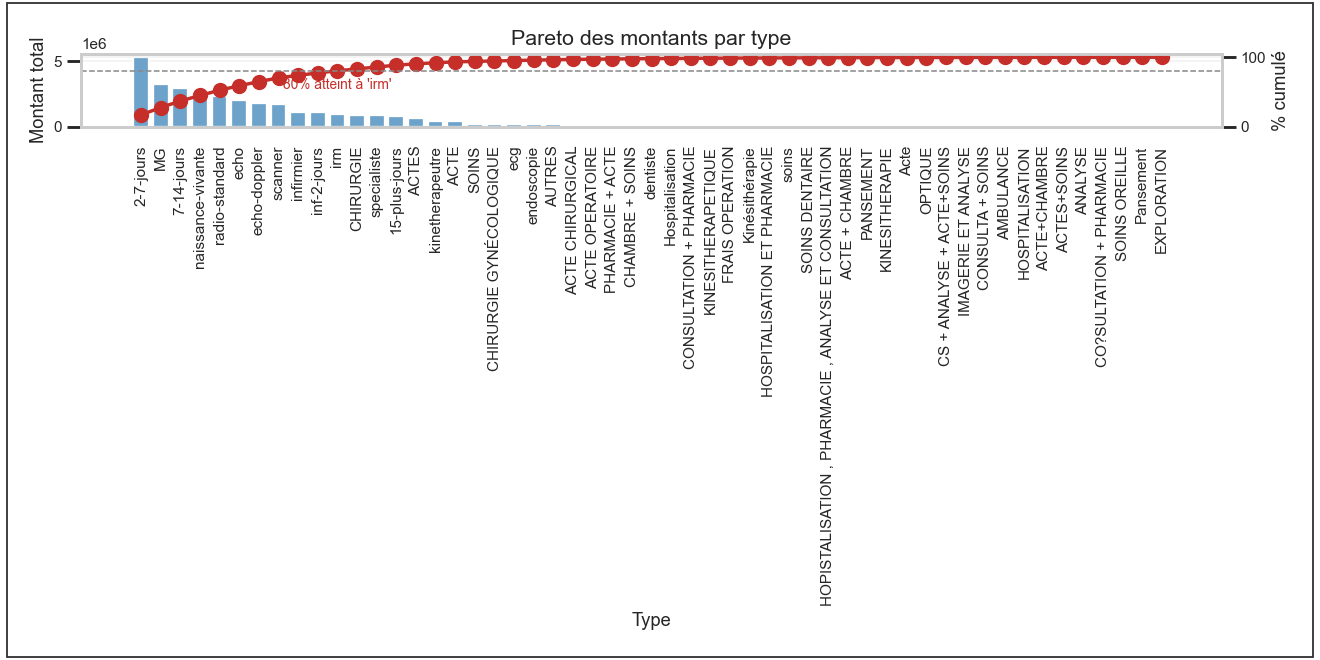 Pareto des montants par type
1e6
Montant total
5
0
100
0
% cumulé
80% atteint à 'irm'
2-7-jours
MG
7-14-jours
naissance-vivante
radio-standard
echo
echo-doppler
scanner
infirmier
inf-2-jours
irm
CHIRURGIE
specialiste
15-plus-jours
ACTES
kinetherapeutre
ACTE
SOINS
CHIRURGIE GYNÉCOLOGIQUE
ecg
endoscopie
AUTRES
ACTE CHIRURGICAL
ACTE OPERATOIRE
PHARMACIE + ACTE
CHAMBRE + SOINS
dentiste
Hospitalisation
CONSULTATION + PHARMACIE
KINESITHERAPETIQUE
FRAIS OPERATION
Kinésithérapie
HOSPITALISATION ET PHARMACIE
soins
SOINS DENTAIRE
HOPISTALISATION , PHARMACIE , ANALYSE ET CONSULTATION
ACTE + CHAMBRE
PANSEMENT
KINESITHERAPIE
Acte
OPTIQUE
CS + ANALYSE + ACTE+SOINS
IMAGERIE ET ANALYSE
CONSULTA + SOINS
AMBULANCE
HOSPITALISATION
ACTE+CHAMBRE
ACTES+SOINS
ANALYSE
CO?SULTATION + PHARMACIE
SOINS OREILLE
Pansement
EXPLORATION
Type